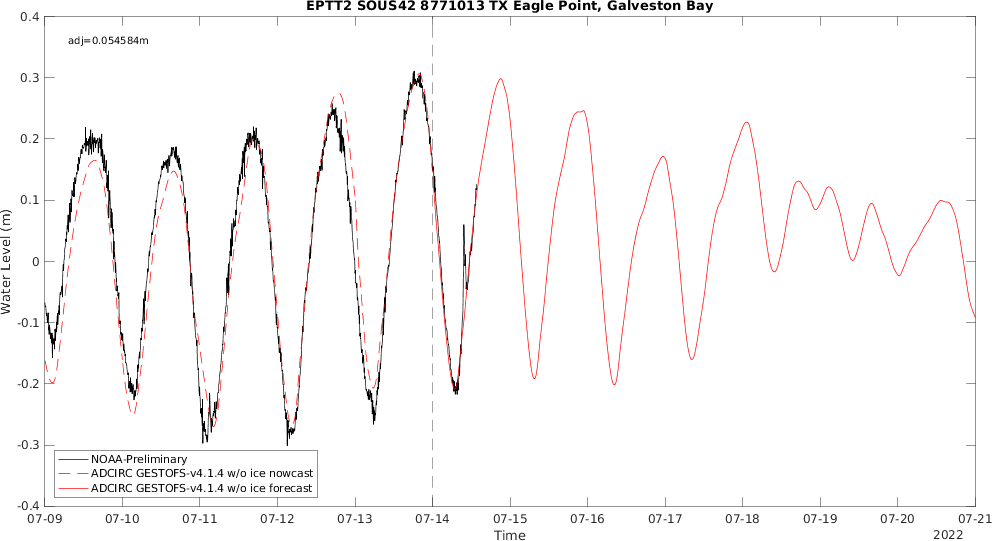 EPTT2 SOUS42 8771013 TX Eagle Point, Galveston Bay
adj=0.054584m
Water Level (m)
0.4
0.3
0.2
0.1
0
-0.1
-0.2
-0.3
-0.4
NOAA-Preliminary
ADCIRC GESTOFS-v4.1.4 w/o ice nowcast
ADCIRC GESTOFS-v4.1.4 w/o ice forecast
07-09 07-10 07-11 07-12 07-13 07-14 07-15 07-16 07-17 07-18 07-19 07-20 07-21
Time
2022